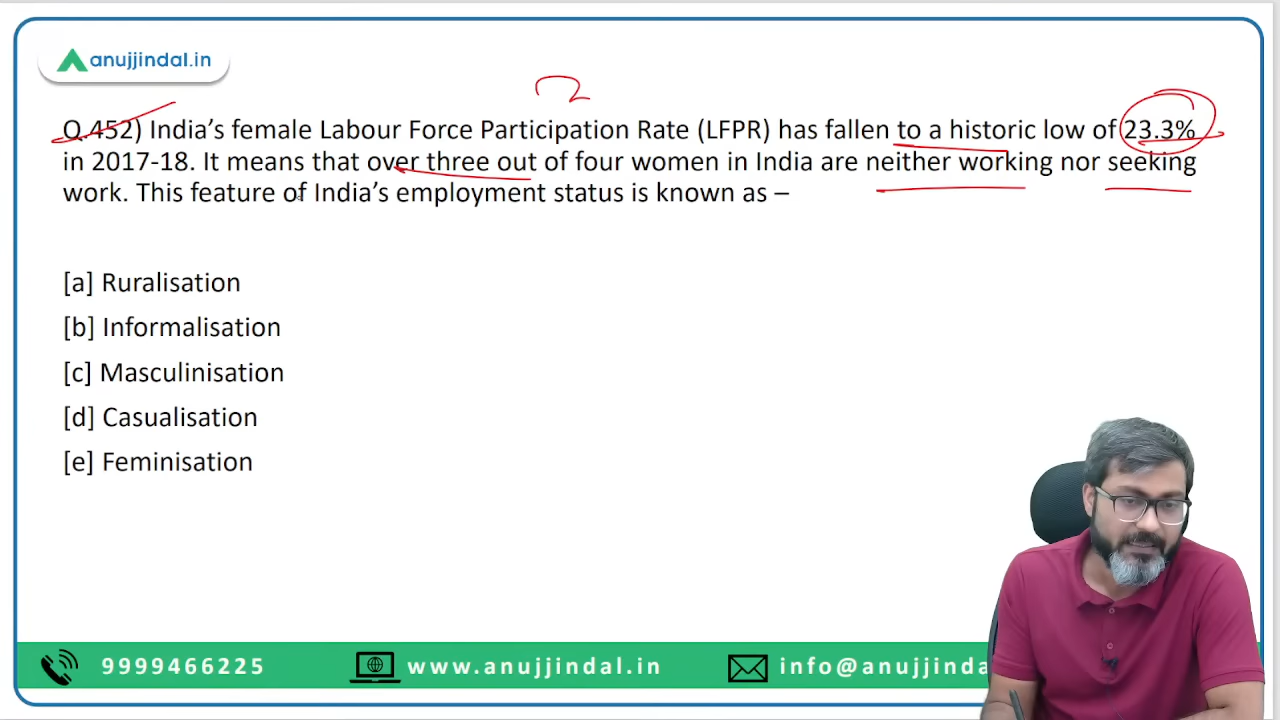 anujjindal.in
Q.452) India’s female Labour Force Participation Rate (LFPR) has fallen to a historic low of 23.3%
in 2017-18. It means that over three out of four women in India are neither working nor seeking
work. This feature of India’s employment status is known as –
[a] Ruralisation
[b] Informalisation
[c] Masculinisation
[d] Casualisation
[e] Feminisation
9999466225
www.anujjindal.in
info@anujjinda